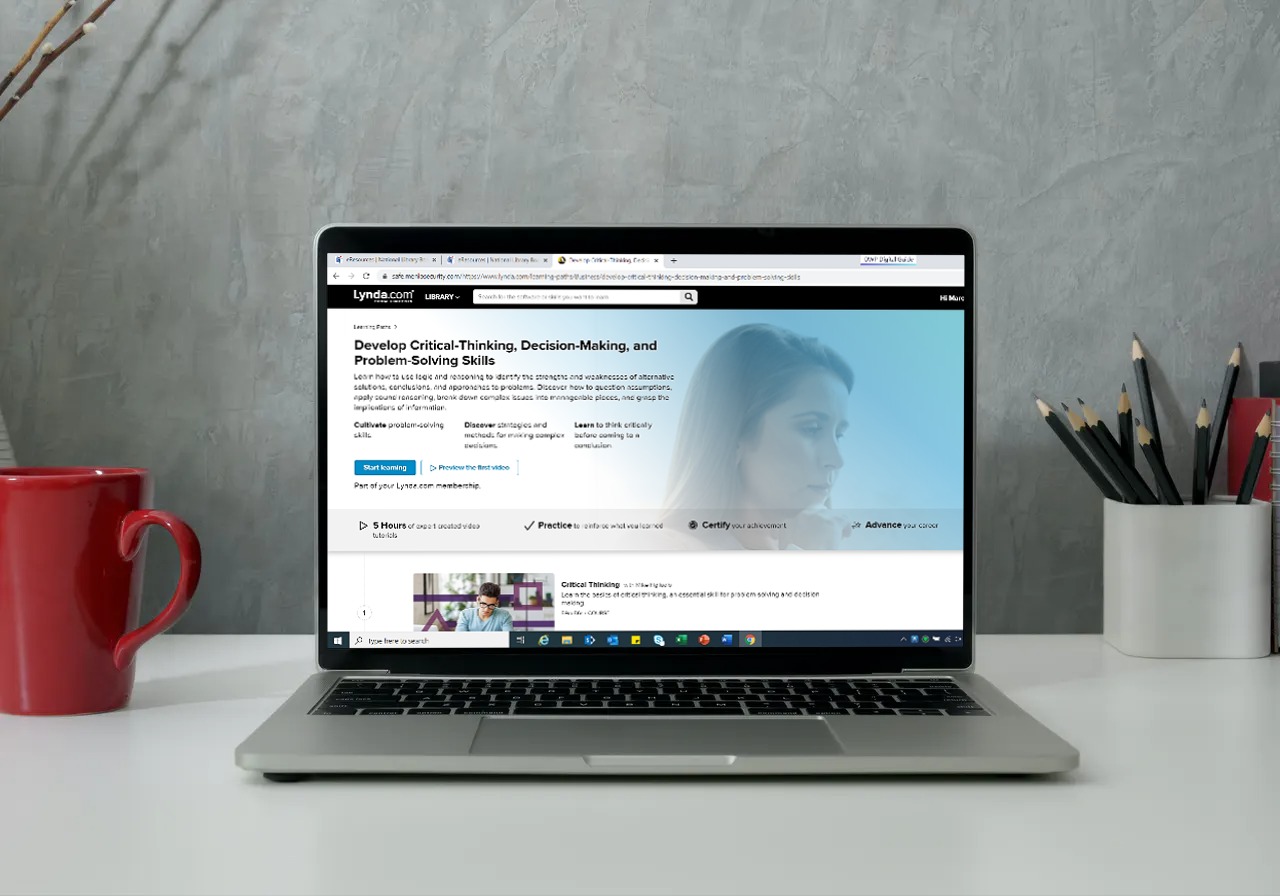 eResources | National Library Bo
eResources | National Library Bo
Develop Critical-Thinking, Decisi
OWP Digital Guide
safe.menlosecurity.com/https://www.lynda.com/learning-paths/Business/develop-critical-thinking-decision-making-and-problem-solving-skills
Lynda.com
LIBRARY
Search for the software or skills you want to learn
Hi Marc
Learning Paths
Develop Critical-Thinking, Decision-Making, and
Problem-Solving Skills
Learn how to use logic and reasoning to identify the strengths and weaknesses of alternative
solutions, conclusions, and approaches to problems. Discover how to question assumptions,
apply sound reasoning, break down complex issues into manageable pieces, and grasp the
implications of information.
Cultivate problem-solving
skills.
Discover strategies and
methods for making complex
decisions.
Learn to think critically
before coming to a
conclusion
Start learning
Preview the first video
Part of your Lynda.com membership.
5 Hours of expert-created video
tutorials
Practice to reinforce what you learned
Certify your achievement
Advance your career
1
Critical Thinking with
Learn the basics of critical thinking, an essential skill for problem solving and decision
making
COURSE
Type here to search
control option command
command option